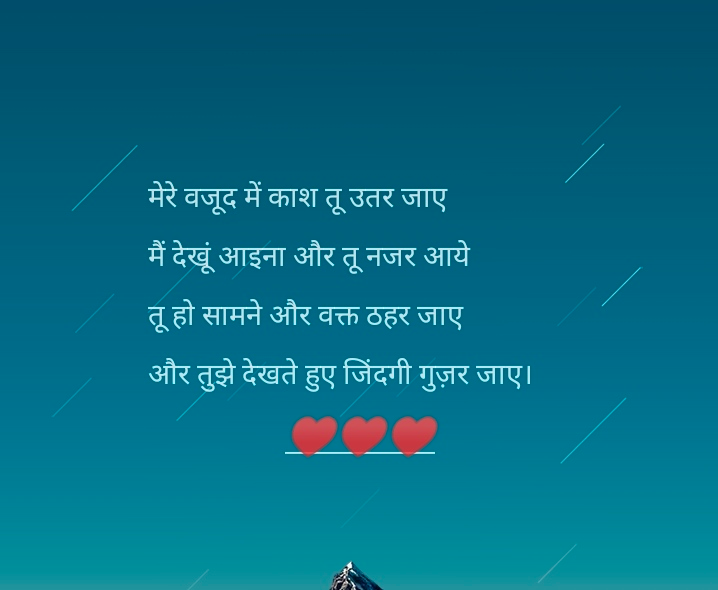 मेरे वजूद में काश तू उतर जाए
मैं देखूं आइना और तू नजर आये
तू हो सामने और वक्त ठहर जाए
और तुझे देखते हुए जिंदगी गुज़र जाए।
♥♥♥